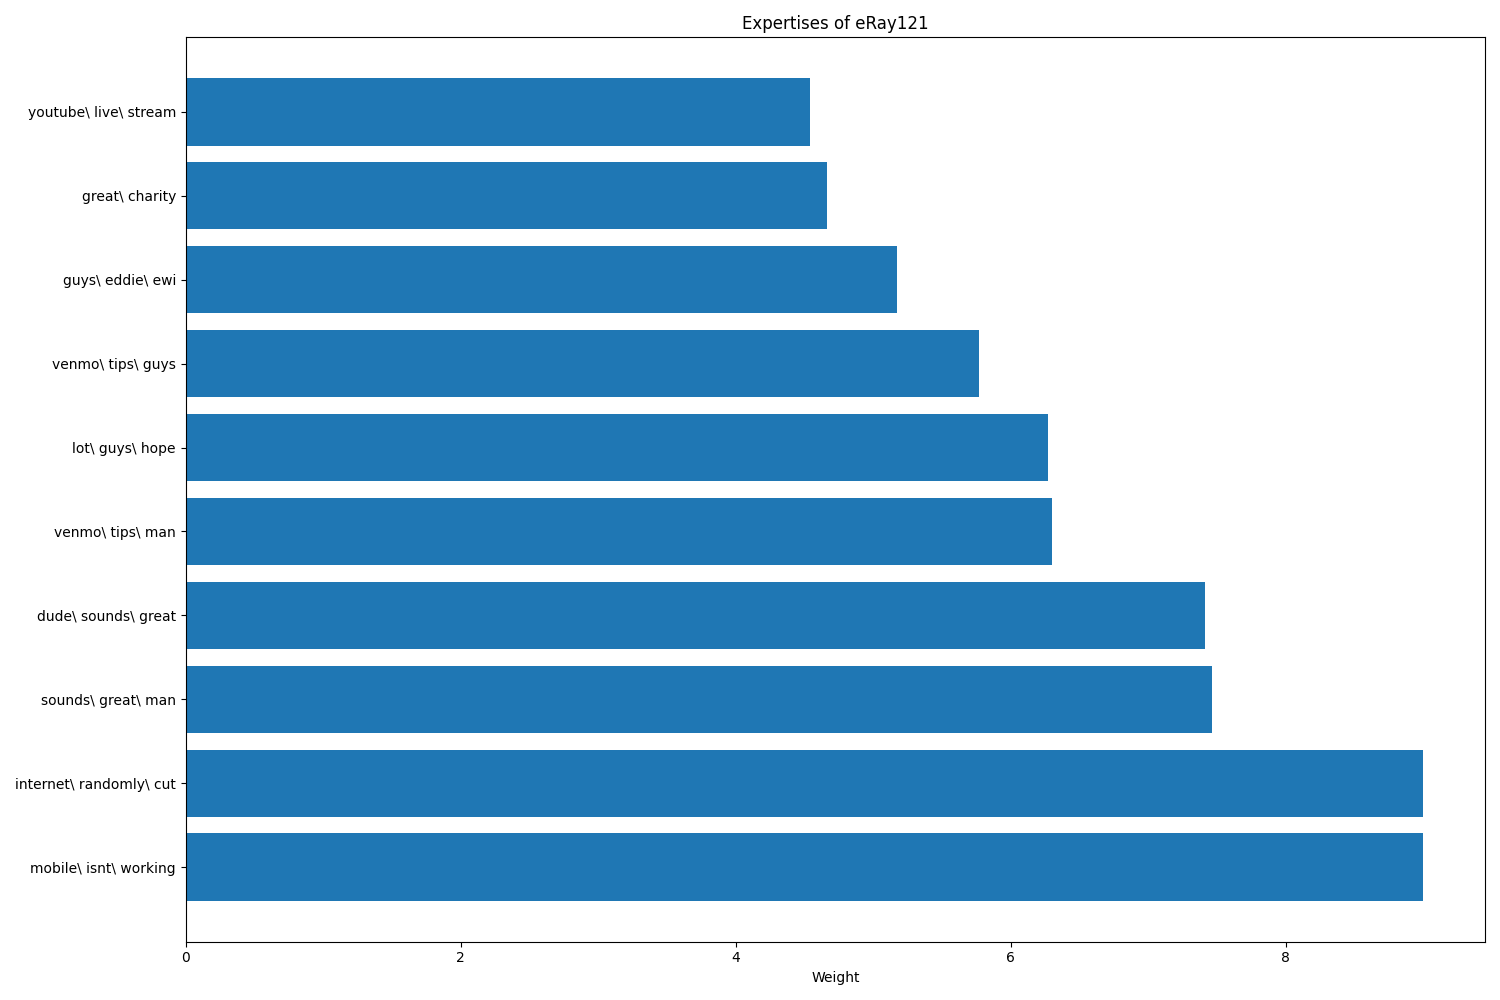 Expertises of eRay121
youtube\ live\ stream
great\ charity
guys\ eddie\ ewi
venmo\ tips\ guys
lot\ guys\ hope
venmo\ tips\ man
dude\ sounds\ great
sounds\ great\ man
internet\ randomly\ cut
mobile\ isnt\ working
0 2 4 6 8
Weight